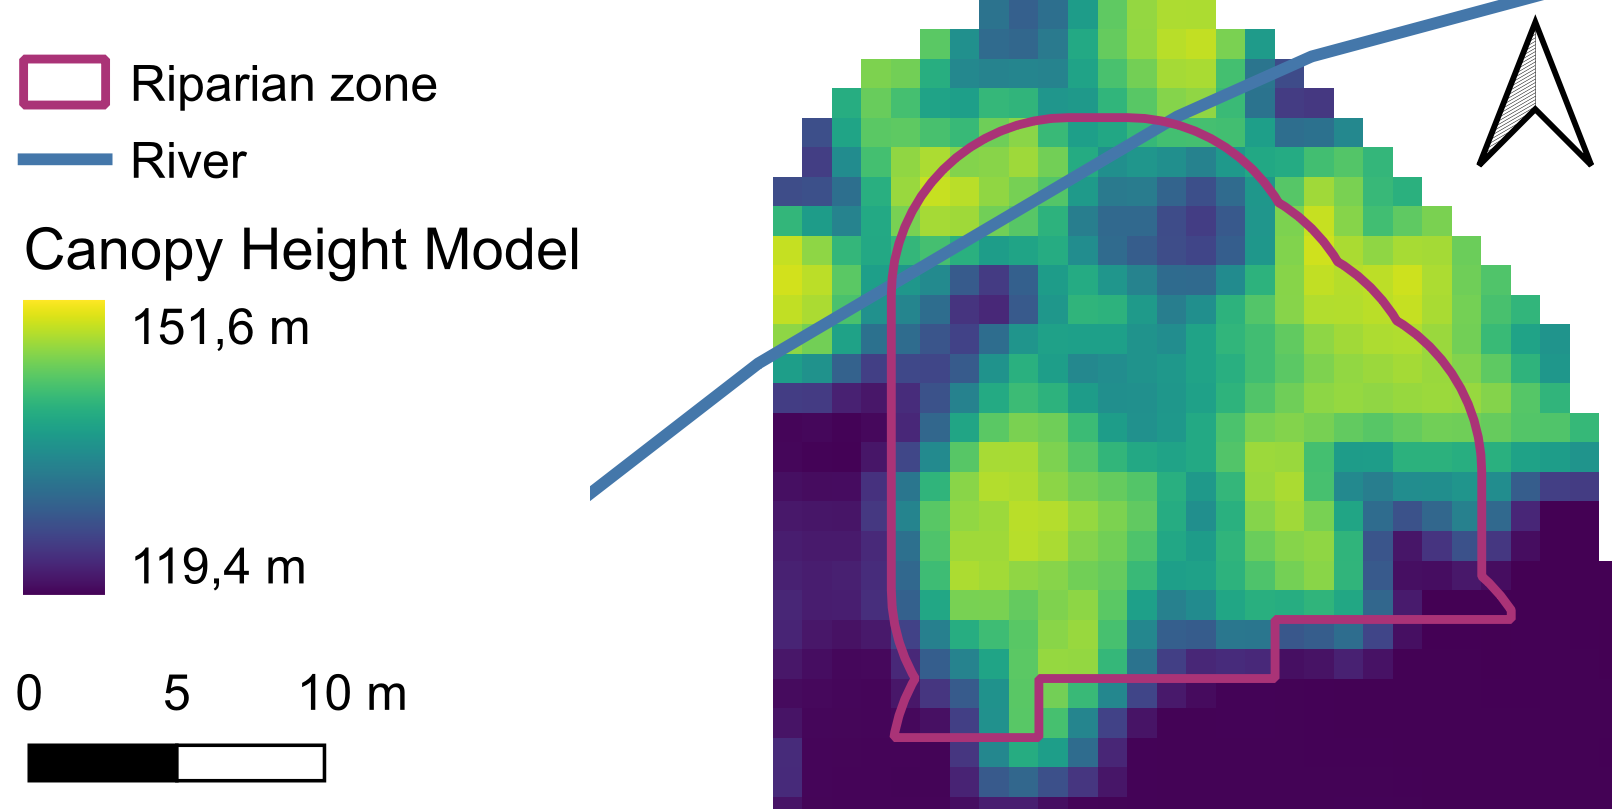 Riparian zone
River
Canopy Height Model
151,6 m
119,4 m
0 5 10 m